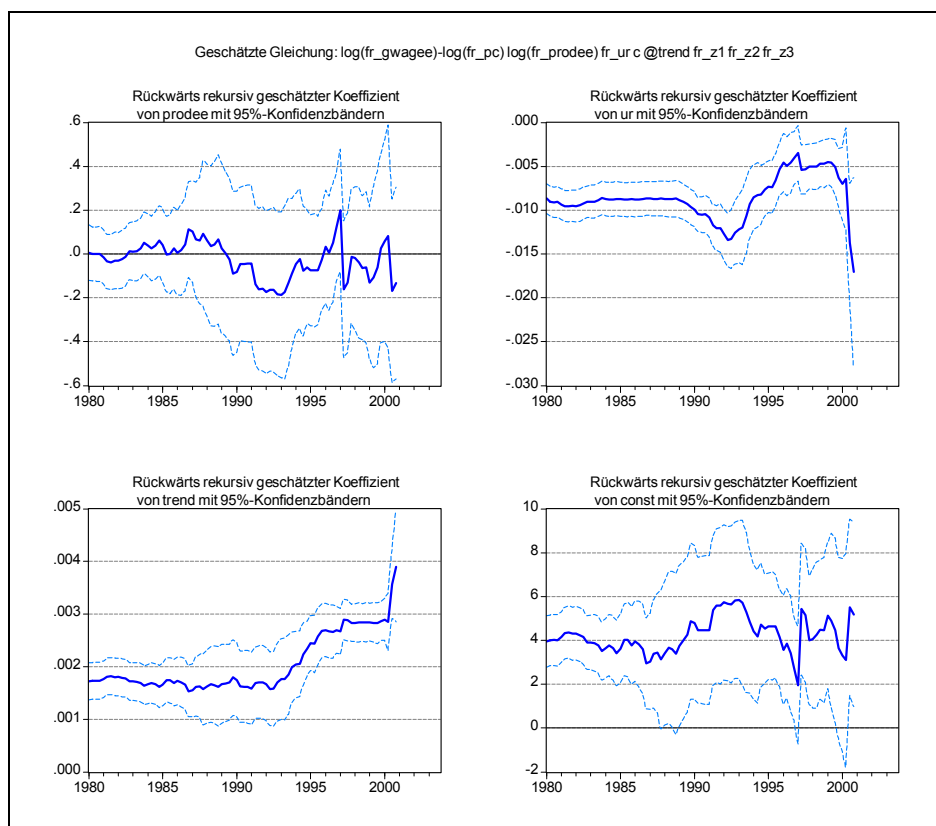 Geschätzte Gleichung: log(fr_gwagee)-log(fr_pc) log(fr_prodee) fr_ur c @trend fr_z1 fr_z2 fr_z3
Rückwärts rekursiv geschätzter Koeffizient
von prodee mit 95%-Konfidenzbändern
.6
.4
.2
.0
-.2
-.4
-.6
1980 1985 1990 1995 2000
Rückwärts rekursiv geschätzter Koeffizient
von ur mit 95%-Konfidenzbändern
.000
-.005
-.010
-.015
-.020
-.025
-.030
1980 1985 1990 1995 2000
Rückwärts rekursiv geschätzter Koeffizient
von trend mit 95%-Konfidenzbändern
.005
.004
.003
.002
.001
.000
1980 1985 1990 1995 2000
Rückwärts rekursiv geschätzter Koeffizient
von const mit 95%-Konfidenzbändern
10
8
6
4
2
0
-2
1980 1985 1990 1995 2000